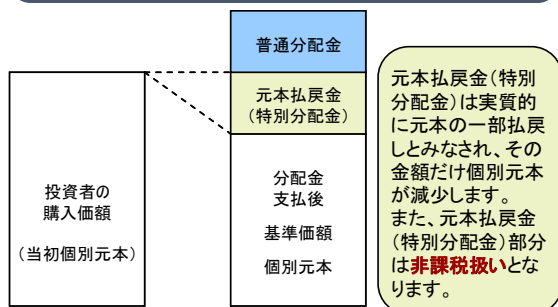 普通分配金
元本払戻金
(特別分配金)
投資者の
購入価額
(当初個別元本)
分配金
支払後
基準価額
個別元本
元本払戻金(特別
分配金)は実質的
に元本の一部払戻
しとみなされ、その
金額だけ個別元本
が減少します。
また、元本払戻金
(特別分配金)部分
は非課税扱いとな
ります。